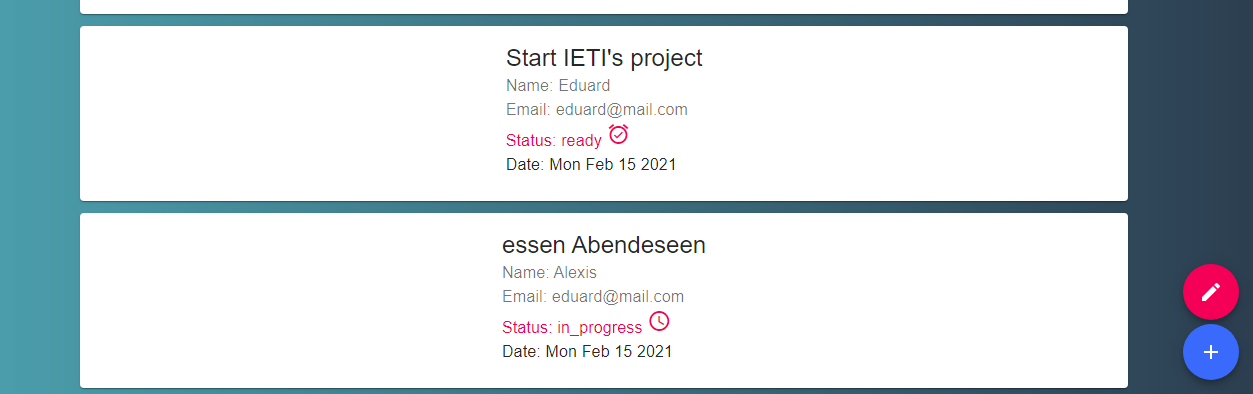 Start IETI's project
Name: Eduard
Email: eduard@mail.com
Status: ready
Date: Mon Feb 15 2021
essen Abendeseen
Name: Alexis
Email: eduard@mail.com
Status: in_progress
Date: Mon Feb 15 2021